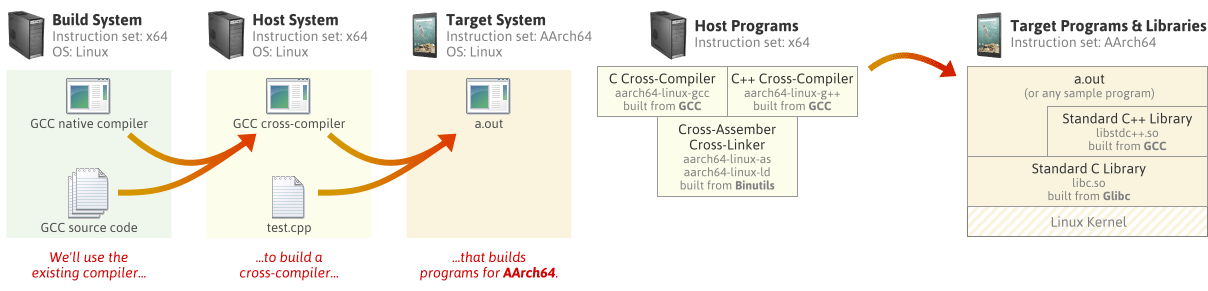 Build System
Instruction set: x64
OS: Linux
GCC native compiler
GCC source code
We'll use the
existing compiler...
Host System
Instruction set: x64
OS: Linux
GCC cross-compiler
test.cpp
...to build a
cross-compiler...
Target System
Instruction set: AArch64
OS: Linux
a.out
...that builds
programs for AArch64.
Host Programs
Instruction set: x64
C Cross-Compiler
aarch64-linux-gcc
built from GCC
C++ Cross-Compiler
aarch64-linux-g++
built from GCC
Cross-Assember
Cross-Linker
aarch64-linux-as
aarch64-linux-ld
built from Binutils
Target Programs & Libraries
Instruction set: AArch64
a.out
(or any sample program)
Standard C++ Library
libstdc++.so
built from GCC
Standard C Library
libc.so
built from Glibc
Linux Kernel